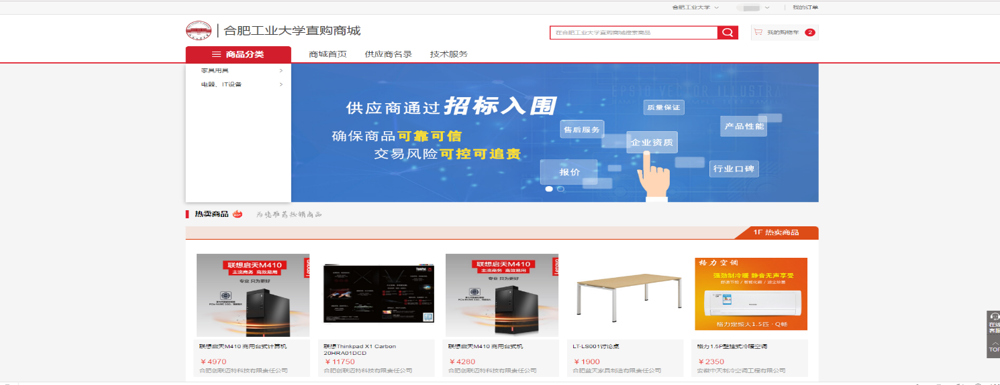 合肥工业大学
我的订单
合肥工业大学直购商城
在合肥工业大学直购商城搜索商品
我的购物车 2
商品分类
商城首页 供应商名录 技术服务
家具用具 >
电器、IT设备 >
EPS10 VECTOR ILLUSTRA
供应商通过招标入围
确保商品可靠可信
交易风险可控可追责
质量保证
售后服务
产品性能
企业资质
报价
行业口碑
热卖商品 HOT 为您推荐热销商品
1F 热卖商品
联想启天M410
主流商务 高效易用
专业 只为更好
ThinkPad
联想启天M410
主流商务 高效易用
专业 只为更好
格力空调
强劲制冷暖 静音无声享受
格力定频大1.5匹·Q畅
联想启天M410 商用台式计算机
¥ 4970
合肥创联迈特科技有限责任公司
联想Thinkpad X1 Carbon
20HRA01DCD
¥ 11750
合肥创联迈特科技有限责任公司
联想启天M410 商用台式机
¥ 4280
合肥创联迈特科技有限责任公司
LT-LS001讨论桌
¥ 1900
合肥蓝天家具制造有限责任公司
格力1.5P壁挂式冷暖空调
¥ 2350
安徽中天制冷空调工程有限公司
在线
客服
TOP